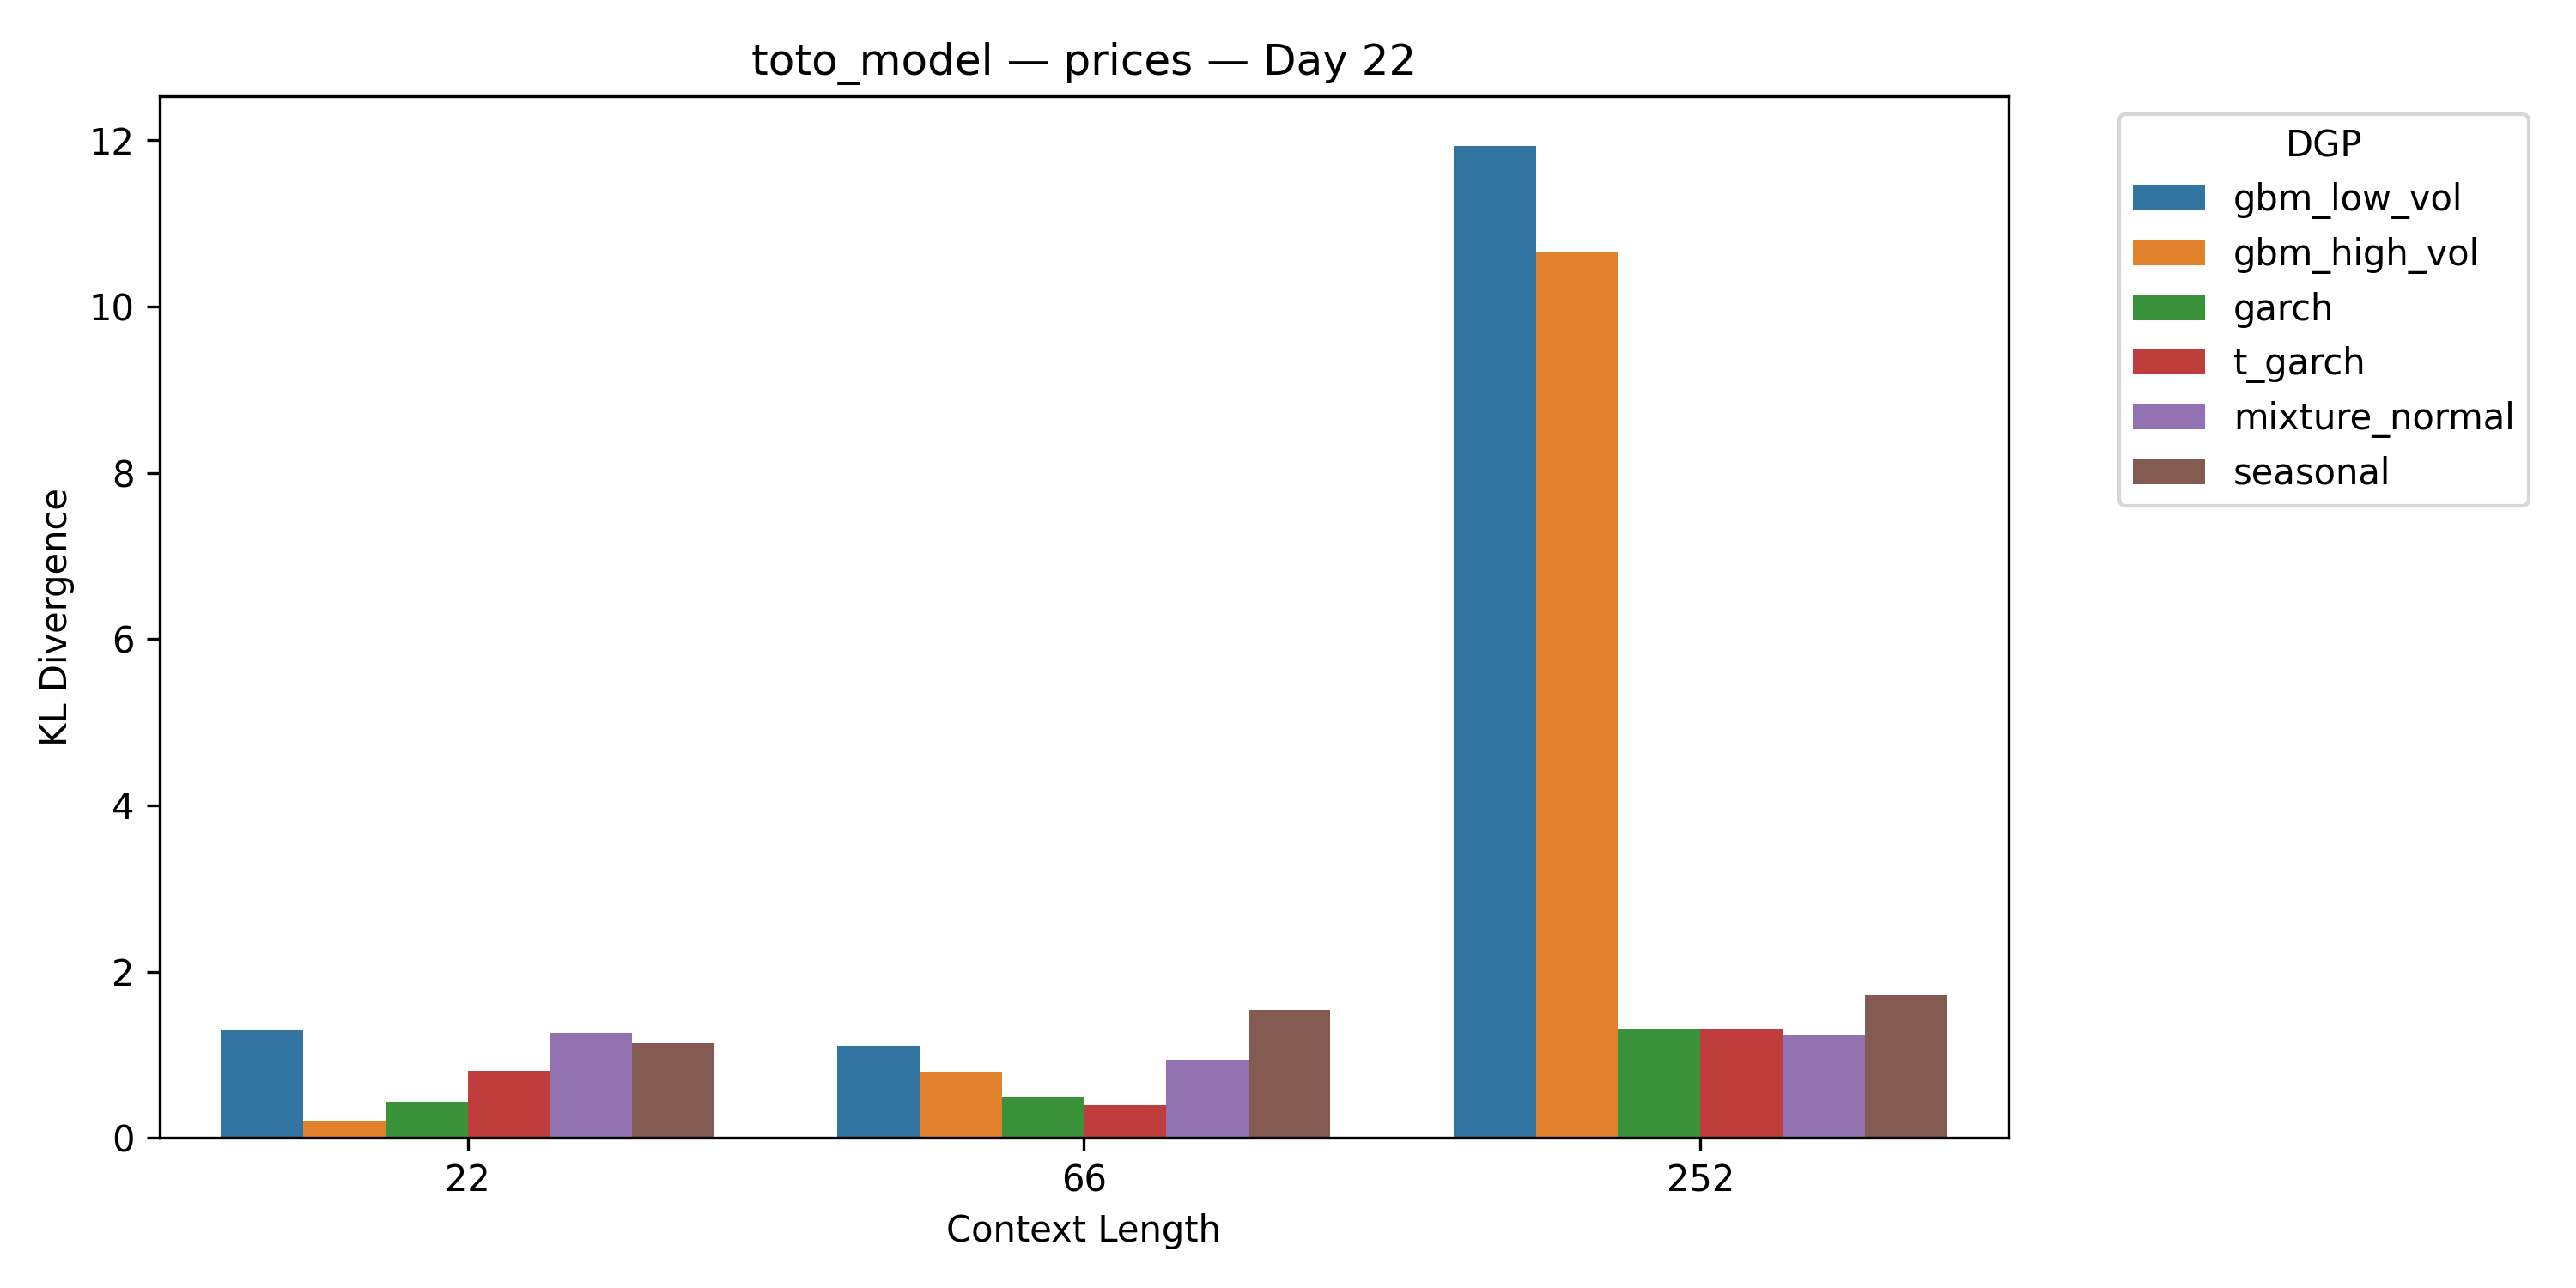 toto_model — prices — Day 22
KL Divergence
12
10
8
6
4
2
0
22
66
252
Context Length
DGP
gbm_low_vol
gbm_high_vol
garch
t_garch
mixture_normal
seasonal